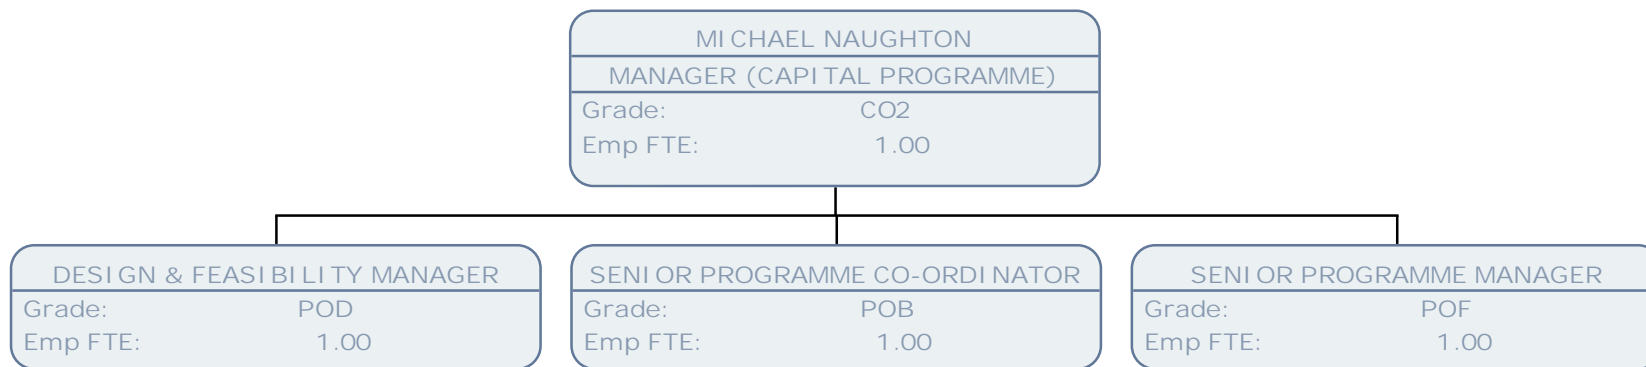 MICHAEL NAUGHTON
MANAGER (CAPITAL PROGRAMME)
Grade: CO2
Emp FTE: 1.00
DESIGN & FEASIBILITY MANAGER
Grade: POD
Emp FTE: 1.00
SENIOR PROGRAMME CO-ORDINATOR
Grade: POB
Emp FTE: 1.00
SENIOR PROGRAMME MANAGER
Grade: POF
Emp FTE: 1.00